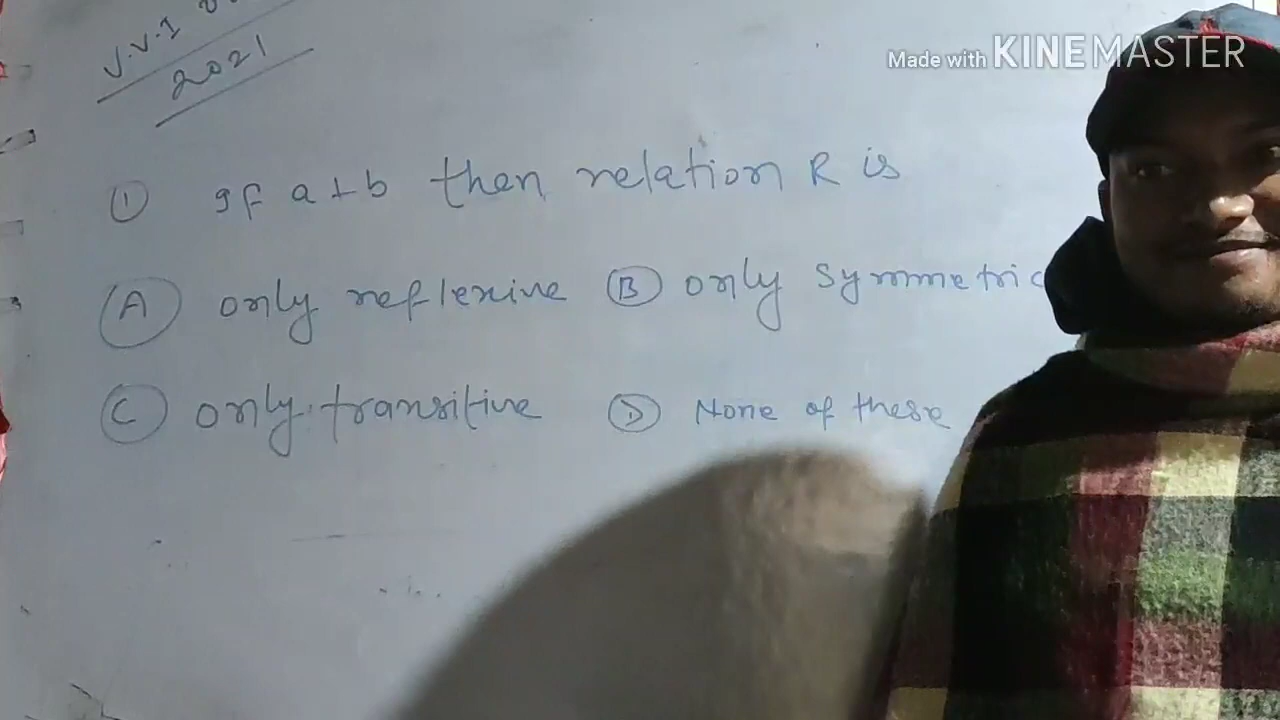 V.V.I
2021
Made with KINEMASTER
① If a ⊥ b then relation R is
Ⓐ only reflexive Ⓑ only symmetric
Ⓒ only transitive Ⓓ None of these